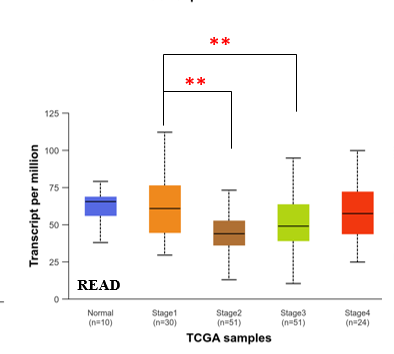 **
**
125
100
75
50
25
0
Transcript per million
READ
Normal Stage1 Stage2 Stage3 Stage4
(n=10) (n=30) (n=51) (n=51) (n=24)
TCGA samples